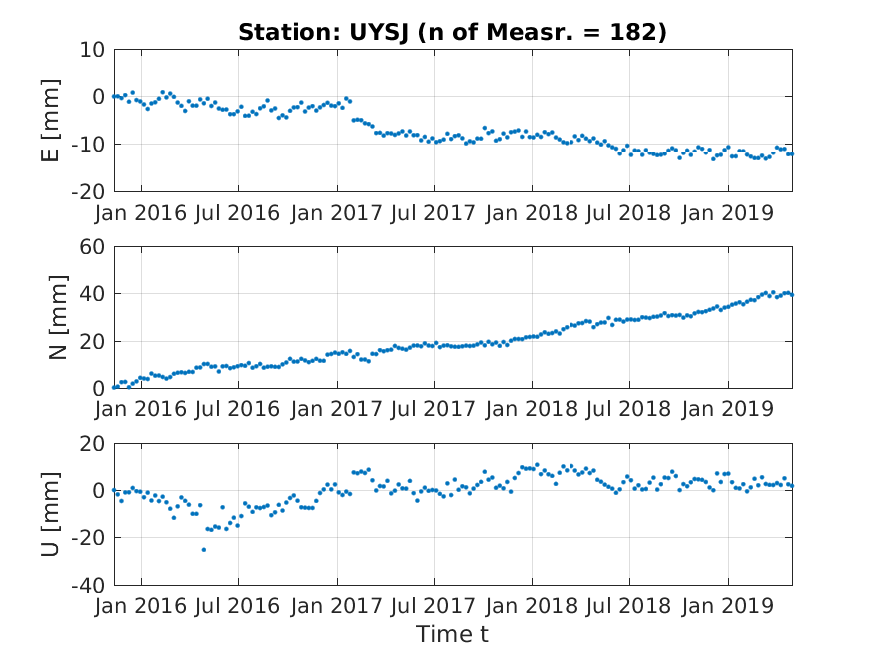 Station: UYSJ (n of Measr. = 182)
10
0
-10
-20
E [mm]
Jan 2016 Jul 2016 Jan 2017 Jul 2017 Jan 2018 Jul 2018 Jan 2019
60
40
20
0
N [mm]
Jan 2016 Jul 2016 Jan 2017 Jul 2017 Jan 2018 Jul 2018 Jan 2019
20
0
-20
-40
U [mm]
Jan 2016 Jul 2016 Jan 2017 Jul 2017 Jan 2018 Jul 2018 Jan 2019
Time t